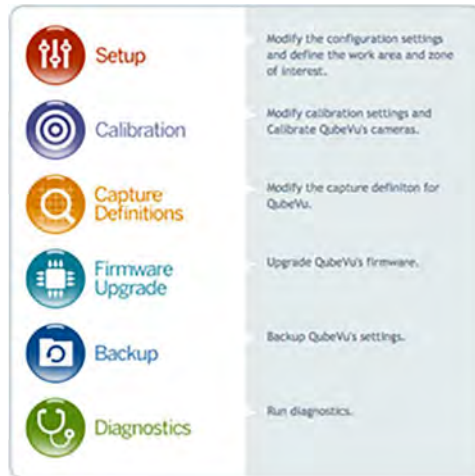 Setup
Modify the configuration settings
and define the work area and zone
of interest.
Calibration
Modify calibration settings and
Calibrate QubeVu's cameras.
Capture
Definitions
Modify the capture definiton for
QubeVu.
Firmware
Upgrade
Upgrade QubeVu's firmware.
Backup
Backup QubeVu's settings.
Diagnostics
Run diagnostics.